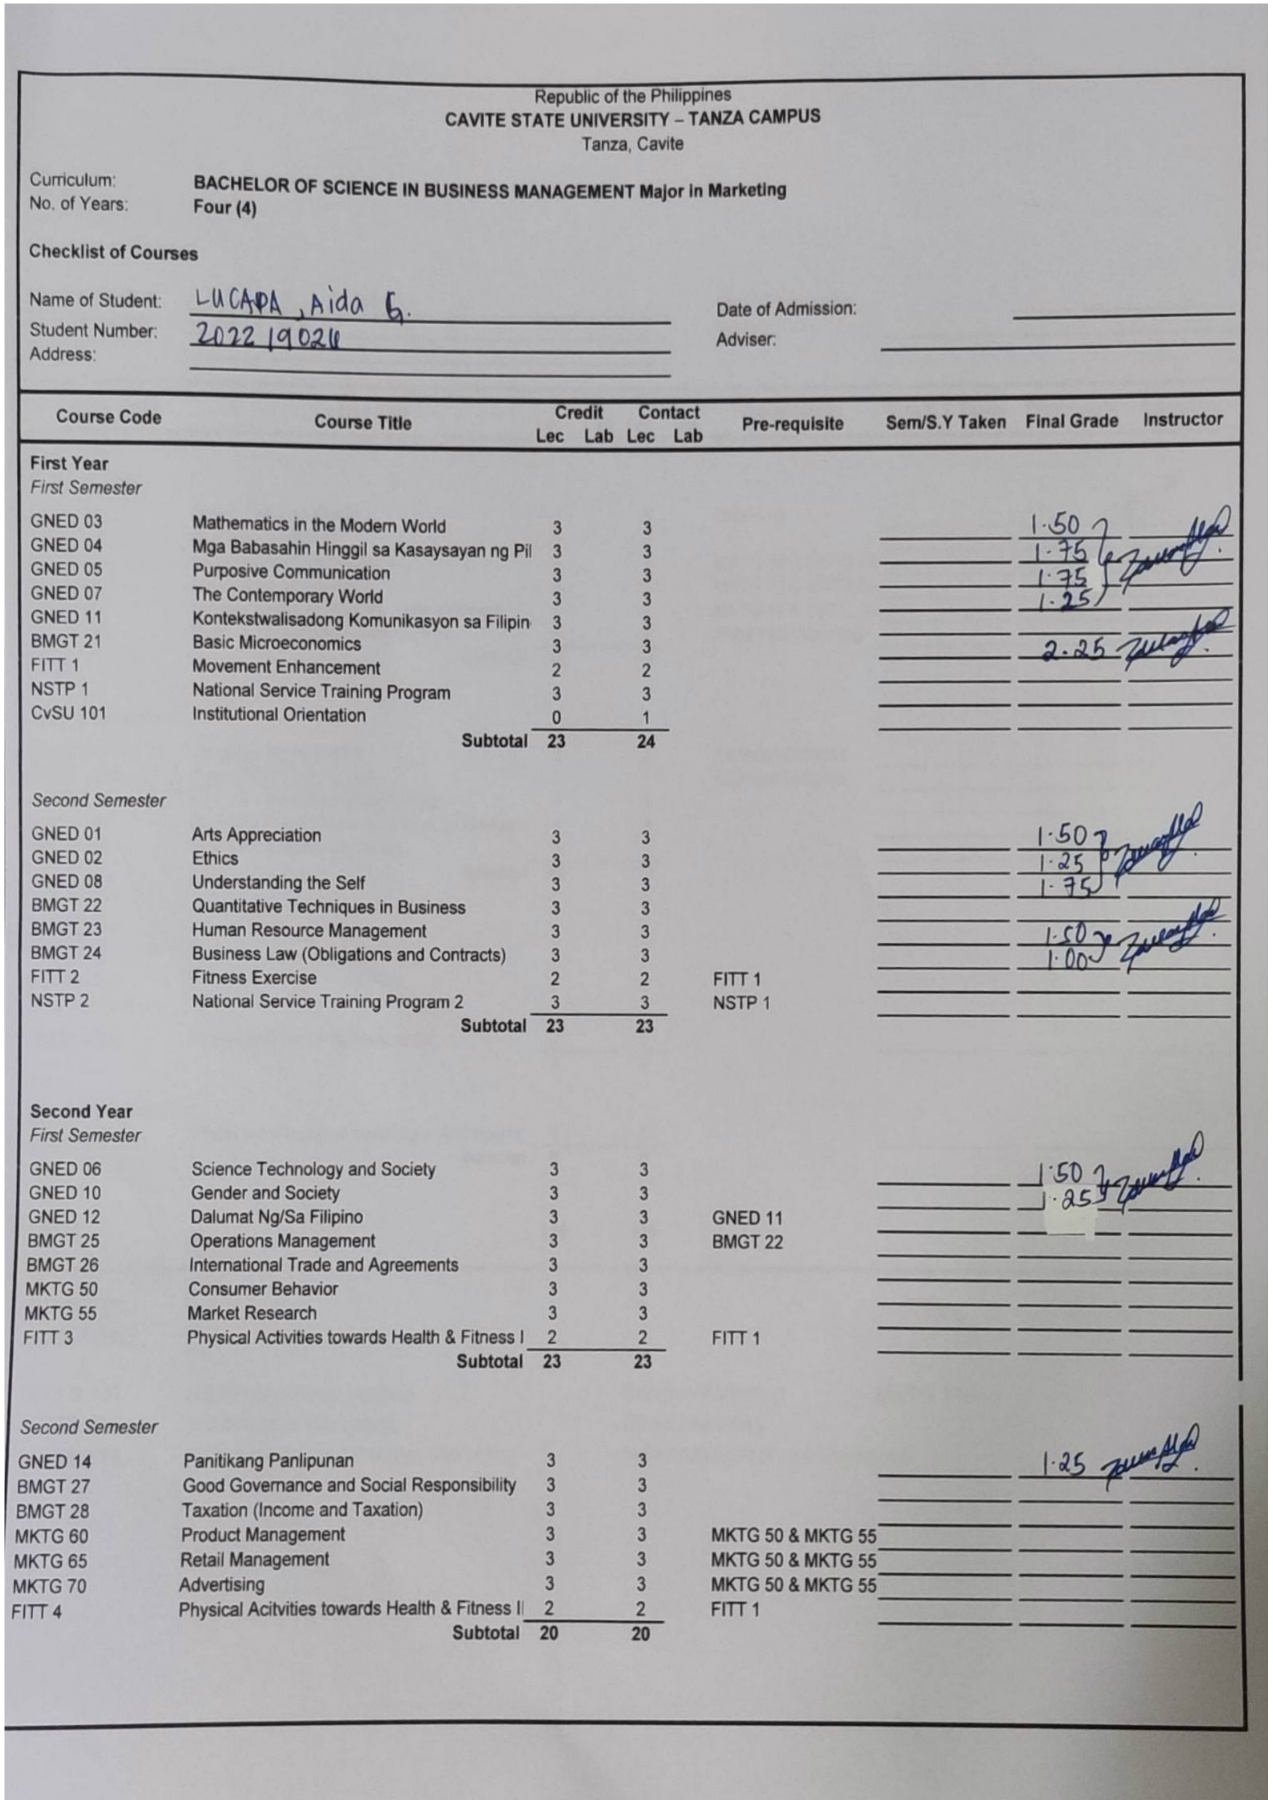 Republic of the Philippines
CAVITE STATE UNIVERSITY – TANZA CAMPUS
Tanza, Cavite
Curriculum: BACHELOR OF SCIENCE IN BUSINESS MANAGEMENT Major in Marketing
No. of Years: Four (4)
Checklist of Courses
Name of Student: LUCAPA, Aida G. Date of Admission:
Student Number: Adviser:
Address:
Course Code Course Title Credit Contact Pre-requisite Sem/S.Y Taken Final Grade Instructor
Lec Lab Lec Lab
First Year
First Semester
GNED 03 Mathematics in the Modern World 3 3 1.50
GNED 04 Mga Babasahin Hinggil sa Kasaysayan ng Pil 3 3 1.75
GNED 05 Purposive Communication 3 3 1.75
GNED 07 The Contemporary World 3 3 1.25
GNED 11 Kontekstwalisadong Komunikasyon sa Filipin 3 3
BMGT 21 Basic Microeconomics 3 3 2.25
FITT 1 Movement Enhancement 2 2
NSTP 1 National Service Training Program 3 3
CvSU 101 Institutional Orientation 0 1
Subtotal 23 24
Second Semester
GNED 01 Arts Appreciation 3 3 1.50
GNED 02 Ethics 3 3 1.25
GNED 08 Understanding the Self 3 3 1.75
BMGT 22 Quantitative Techniques in Business 3 3
BMGT 23 Human Resource Management 3 3 1.50
BMGT 24 Business Law (Obligations and Contracts) 3 3 1.00
FITT 2 Fitness Exercise 2 2 FITT 1
NSTP 2 National Service Training Program 2 3 3 NSTP 1
Subtotal 23 23
Second Year
First Semester
GNED 06 Science Technology and Society 3 3 1.50
GNED 10 Gender and Society 3 3 1.25
GNED 12 Dalumat Ng/Sa Filipino 3 3 GNED 11
BMGT 25 Operations Management 3 3 BMGT 22
BMGT 26 International Trade and Agreements 3 3
MKTG 50 Consumer Behavior 3 3
MKTG 55 Market Research 3 3
FITT 3 Physical Activities towards Health & Fitness I 2 2 FITT 1
Subtotal 23 23
Second Semester
GNED 14 Panitikang Panlipunan 3 3 1.25
BMGT 27 Good Governance and Social Responsibility 3 3
BMGT 28 Taxation (Income and Taxation) 3 3
MKTG 60 Product Management 3 3 MKTG 50 & MKTG 55
MKTG 65 Retail Management 3 3 MKTG 50 & MKTG 55
MKTG 70 Advertising 3 3 MKTG 50 & MKTG 55
FITT 4 Physical Acitvities towards Health & Fitness II 2 2 FITT 1
Subtotal 20 20